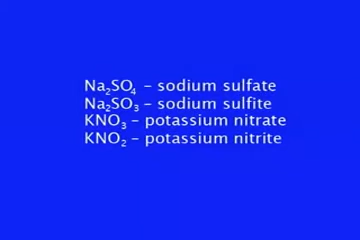 Na₂SO₄ – sodium sulfate
Na₂SO₃ – sodium sulfite
KNO₃ – potassium nitrate
KNO₂ – potassium nitrite